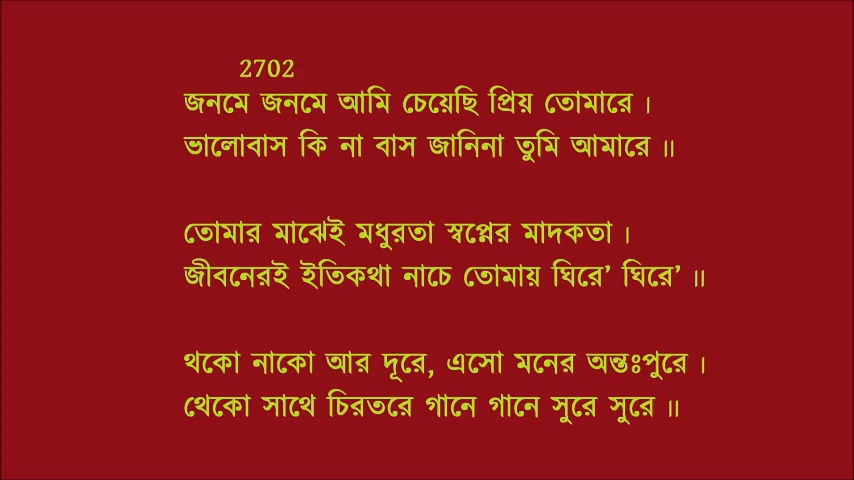 2702
জনমে জনমে আমি চেয়েছি প্রিয় তোমারে ।
ভালোবাস কি না বাস জানিনা তুমি আমারে ॥
তোমার মাঝেই মধুরতা স্বপ্নের মাদকতা ।
জীবনেরই ইতিকথা নাচে তোমায় ঘিরে’ ঘিরে’ ॥
থকো নাকো আর দূরে, এসো মনের অন্তঃপুরে ।
থেকো সাথে চিরতরে গানে গানে সুরে সুরে ॥